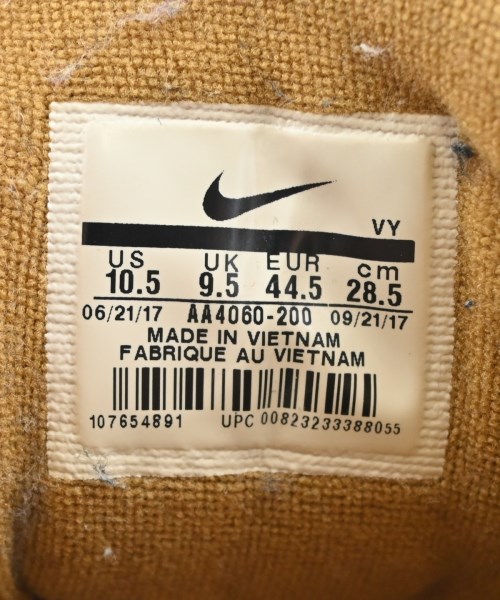 VY
US UK EUR cm
10.5 9.5 44.5 28.5
06/21/17 AA4060-200 09/21/17
MADE IN VIETNAM
FABRIQUE AU VIETNAM
107654891 UPC 00823233388055